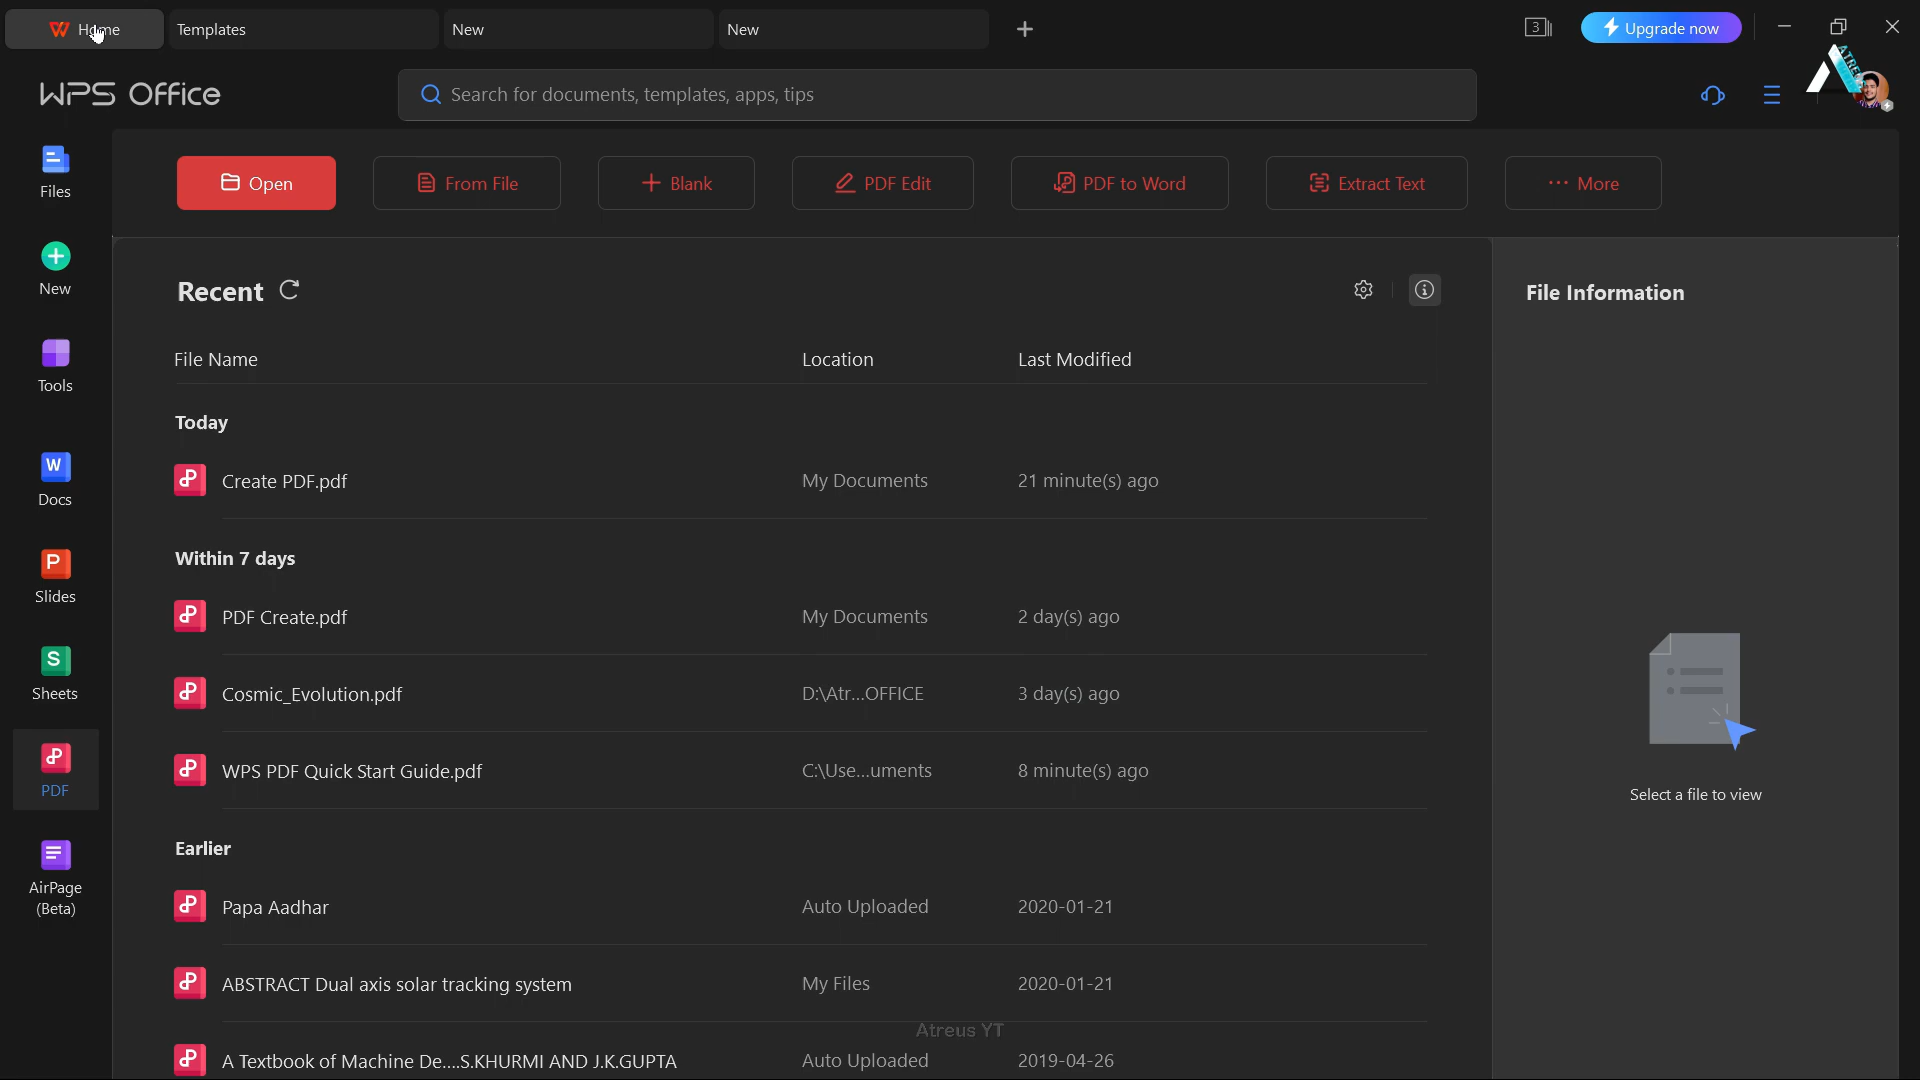 Home
Templates
New
New
3
Upgrade now
WPS Office
Search for documents, templates, apps, tips
ATREUS
Files
New
Tools
W
Docs
P
Slides
S
Sheets
PDF
AirPage
(Beta)
Open
From File
Blank
PDF Edit
PDF to Word
Extract Text
More
Recent
File Name
Location
Last Modified
Today
Create PDF.pdf
My Documents
21 minute(s) ago
Within 7 days
PDF Create.pdf
My Documents
2 day(s) ago
Cosmic_Evolution.pdf
D:\Atr...OFFICE
3 day(s) ago
WPS PDF Quick Start Guide.pdf
C:\Use...uments
8 minute(s) ago
Earlier
Papa Aadhar
Auto Uploaded
2020-01-21
ABSTRACT Dual axis solar tracking system
My Files
2020-01-21
Atreus YT
A Textbook of Machine De....S.KHURMI AND J.K.GUPTA
Auto Uploaded
2019-04-26
File Information
Select a file to view